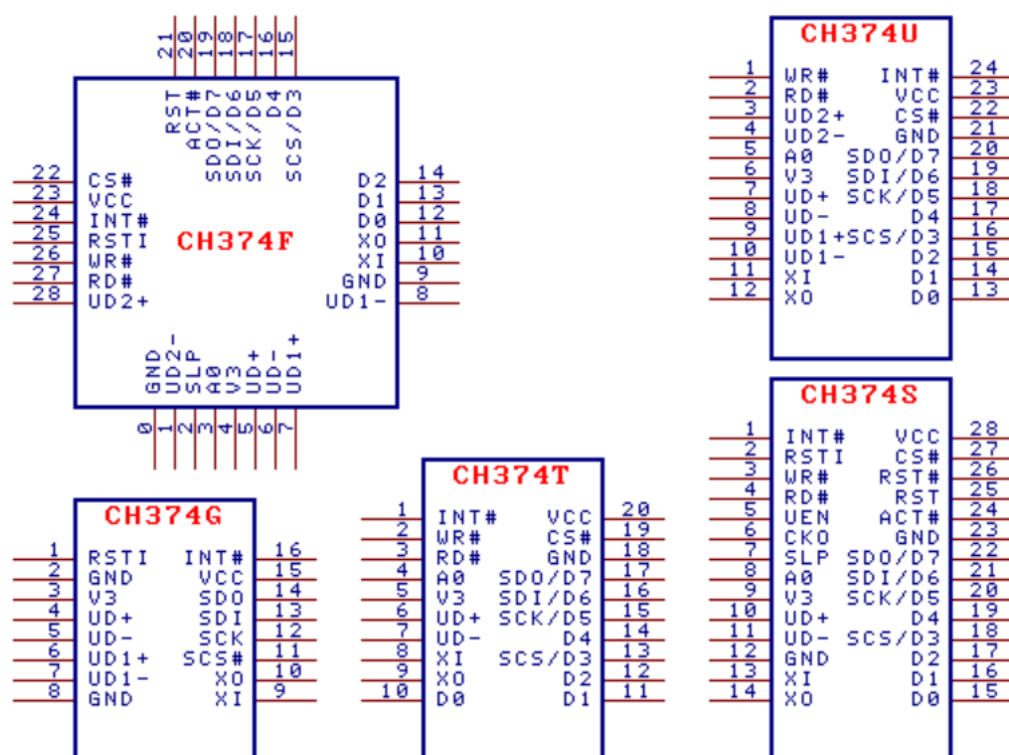 21 20 19 18 17 16 15
RST ACT# SDO/D7 SDI/D6 SCK/D5 D4 SCS/D3
22 CS# D2 14
23 VCC D1 13
24 INT# D0 12
25 RSTI CH374F XO 11
26 WR# XI 10
27 RD# GND 9
28 UD2+ UD1- 8
GND UD2- SLP A0 V3 UD+ UD- UD1+
0 1 2 3 4 5 6 7
CH374U
1 WR# INT# 24
2 RD# VCC 23
3 UD2+ CS# 22
4 UD2- GND 21
5 A0 SDO/D7 20
6 V3 SDI/D6 19
7 UD+ SCK/D5 18
8 UD- D4 17
9 UD1+ SCS/D3 16
10 UD1- D2 15
11 XI D1 14
12 XO D0 13
CH374G
1 RSTI INT# 16
2 GND VCC 15
3 V3 SDO 14
4 UD+ SDI 13
5 UD- SCK 12
6 UD1+ SCS# 11
7 UD1- XO 10
8 GND XI 9
CH374T
1 INT# VCC 20
2 WR# CS# 19
3 RD# GND 18
4 A0 SDO/D7 17
5 V3 SDI/D6 16
6 UD+ SCK/D5 15
7 UD- D4 14
8 XI SCS/D3 13
9 XO D2 12
10 D0 D1 11
CH374S
1 INT# VCC 28
2 RSTI CS# 27
3 WR# RST# 26
4 RD# RST 25
5 UEN ACT# 24
6 CKO GND 23
7 SLP SDO/D7 22
8 A0 SDI/D6 21
9 V3 SCK/D5 20
10 UD+ D4 19
11 UD- SCS/D3 18
12 GND D2 17
13 XI D1 16
14 XO D0 15